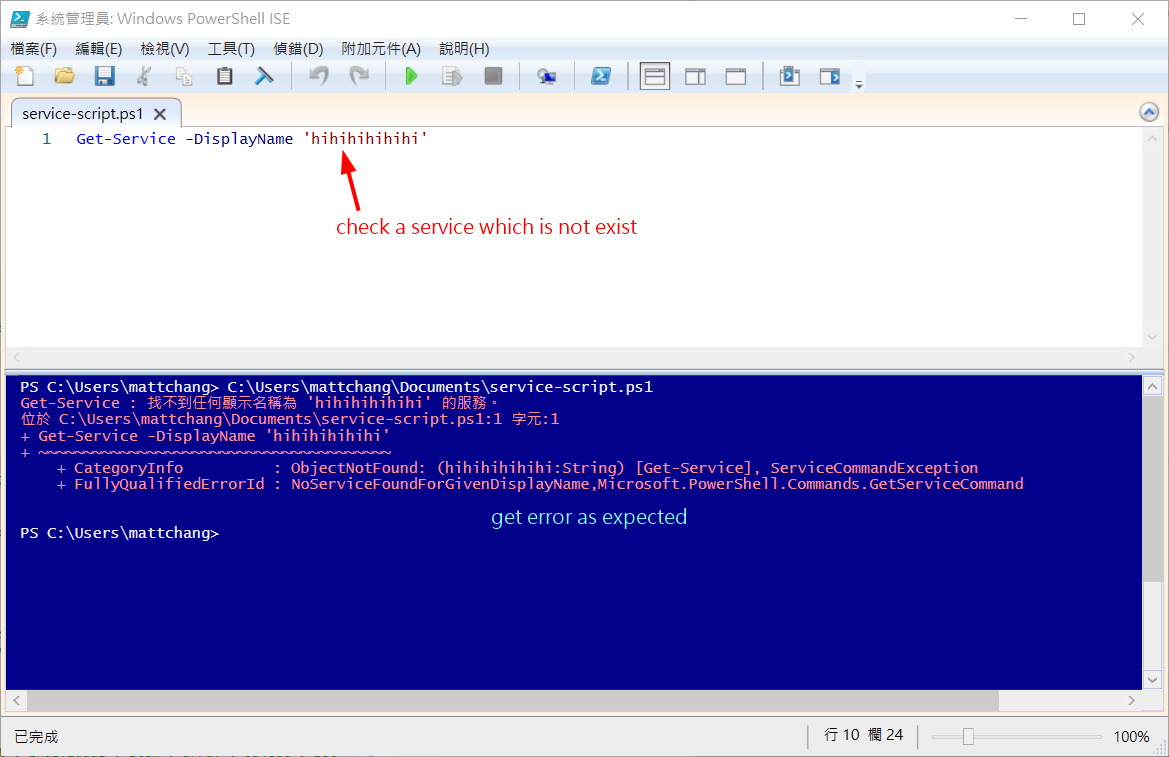 系統管理員: Windows PowerShell ISE
檔案(F) 編輯(E) 檢視(V) 工具(T) 偵錯(D) 附加元件(A) 說明(H)
service-script.ps1
1 Get-Service -DisplayName 'hihihihihihi'
check a service which is not exist
PS C:\Users\mattchang> C:\Users\mattchang\Documents\service-script.ps1
Get-Service : 找不到任何顯示名稱為 'hihihihihihi' 的服務。
位於 C:\Users\mattchang\Documents\service-script.ps1:1 字元:1
+ Get-Service -DisplayName 'hihihihihihi'
+ ~~~~~~~~~~~~~~~~~~~~~~~~~~~~~~~~~~~~~~~
+ CategoryInfo          : ObjectNotFound: (hihihihihihi:String) [Get-Service], ServiceCommandException
+ FullyQualifiedErrorId : NoServiceFoundForGivenDisplayName,Microsoft.PowerShell.Commands.GetServiceCommand
get error as expected
PS C:\Users\mattchang>
已完成 行 10 欄 24 100%